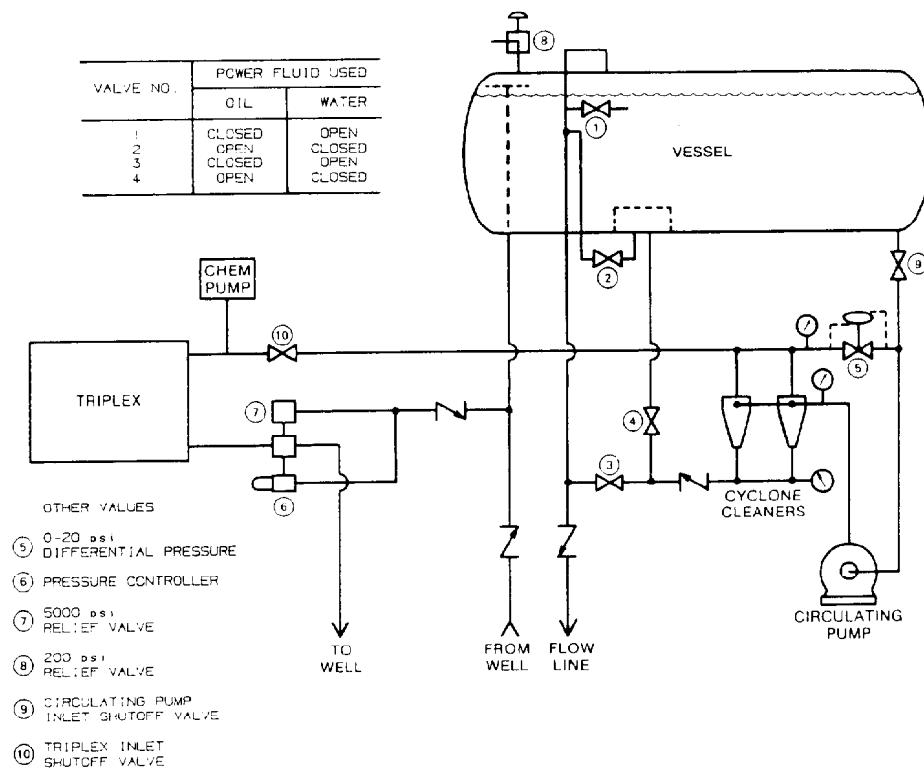 VALVE NO.
POWER FLUID USED
OIL WATER
1 CLOSED OPEN
2 OPEN CLOSED
3 CLOSED OPEN
4 OPEN CLOSED
8
1
VESSEL
2
9
CHEM
PUMP
10
5
TRIPLEX
7
4
3
6
CYCLONE
CLEANERS
CIRCULATING
PUMP
TO
WELL
FROM
WELL
FLOW
LINE
OTHER VALUES
5 0-20 psi
DIFFERENTIAL PRESSURE
6 PRESSURE CONTROLLER
7 5000 psi
RELIEF VALVE
8 200 psi
RELIEF VALVE
9 CIRCULATING PUMP
INLET SHUTOFF VALVE
10 TRIPLEX INLET
SHUTOFF VALVE